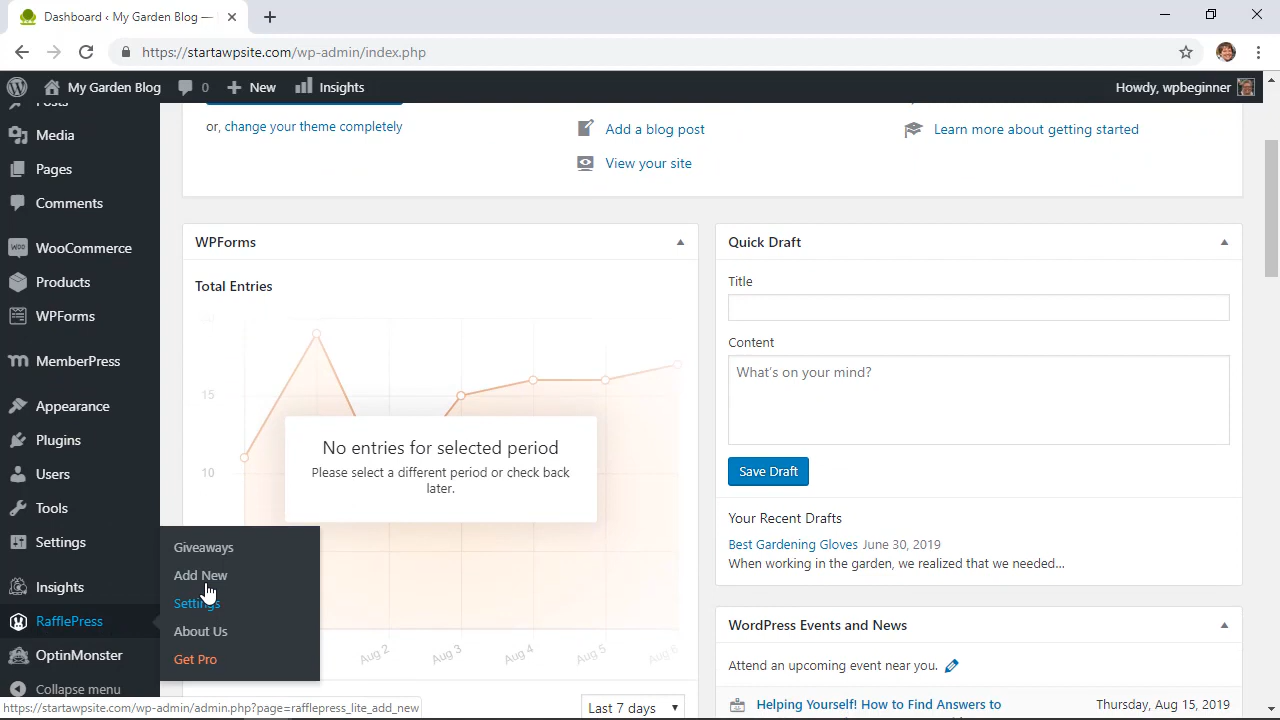 Dashboard ‹ My Garden Blog —
https://startawpsite.com/wp-admin/index.php
My Garden Blog
0
New
Insights
Howdy, wpbeginner
Posts
Media
Pages
Comments
WooCommerce
Products
WPForms
MemberPress
Appearance
Plugins
Users
Tools
Settings
Insights
RafflePress
OptinMonster
Collapse menu
Giveaways
Add New
Settings
About Us
Get Pro
or, change your theme completely
Add a blog post
View your site
Learn more about getting started
WPForms
Total Entries
15
10
No entries for selected period
Please select a different period or check back
later.
Aug 2
Aug 3
Aug 4
Aug 5
Aug 6
Last 7 days
Quick Draft
Title
Content
What's on your mind?
Save Draft
Your Recent Drafts
Best Gardening Gloves June 30, 2019
When working in the garden, we realized that we needed…
WordPress Events and News
Attend an upcoming event near you.
Helping Yourself! How to Find Answers to
Thursday, Aug 15, 2019
https://startawpsite.com/wp-admin/admin.php?page=rafflepress_lite_add_new